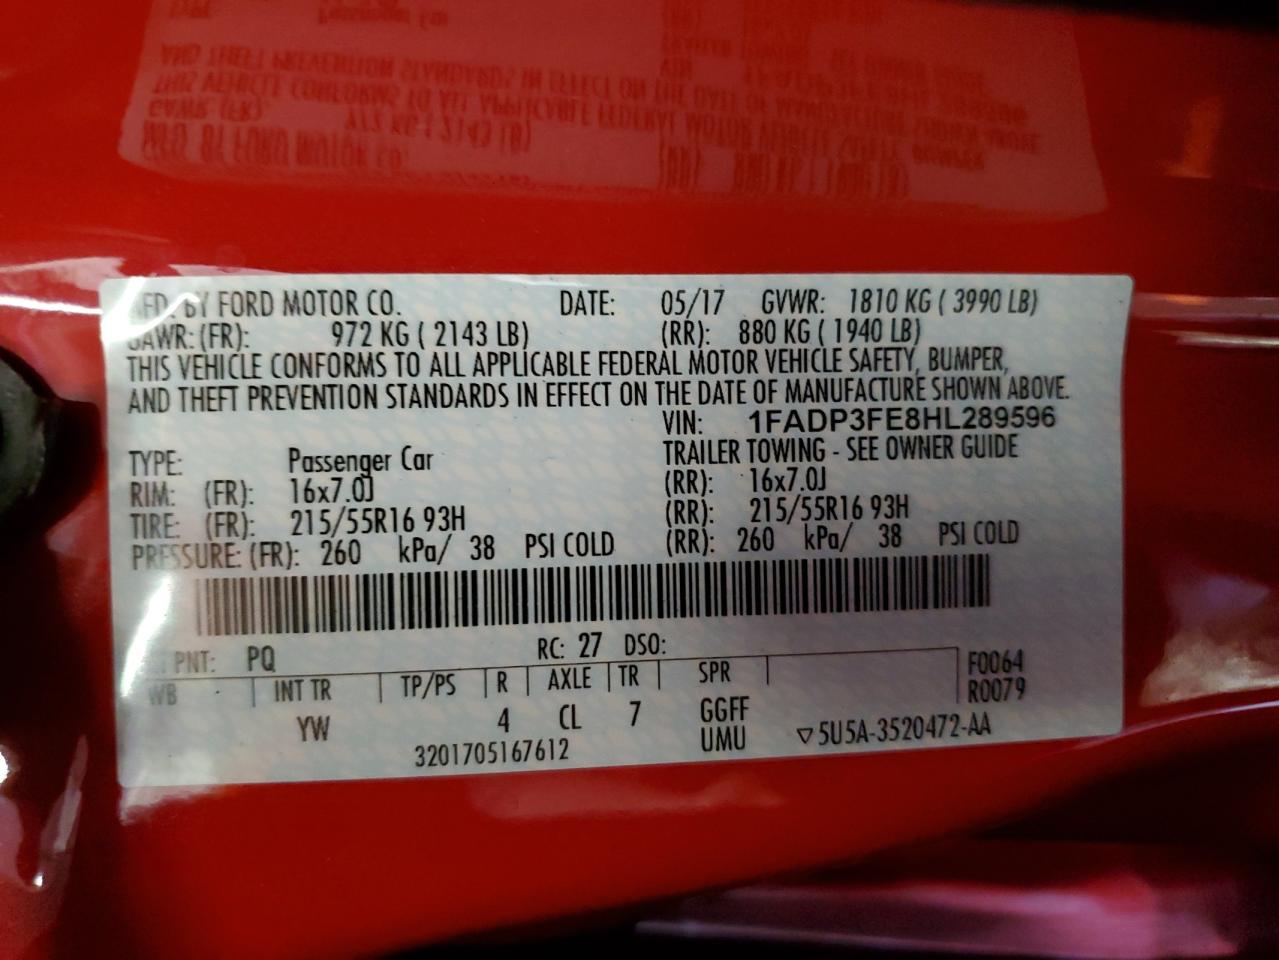 BY FORD MOTOR CO. DATE: 05/17 GVWR: 1810 KG ( 3990 LB)
GAWR: (FR): 972 KG ( 2143 LB) (RR): 880 KG ( 1940 LB)
THIS VEHICLE CONFORMS TO ALL APPLICABLE FEDERAL MOTOR VEHICLE SAFETY, BUMPER,
AND THEFT PREVENTION STANDARDS IN EFFECT ON THE DATE OF MANUFACTURE SHOWN ABOVE.
VIN: 1FADP3FE8HL289596
TYPE: Passenger Car TRAILER TOWING - SEE OWNER GUIDE
RIM: (FR): 16x7.0J (RR): 16x7.0J
TIRE: (FR): 215/55R16 93H (RR): 215/55R16 93H
PRESSURE: (FR): 260 kPa/ 38 PSI COLD (RR): 260 kPa/ 38 PSI COLD
PNT: PQ RC: 27 DSO:
WB INT TR TP/PS R AXLE TR SPR F0064
R0079
YW 4 CL 7 GGFF
UMU ▽5U5A-3520472-AA
3201705167612